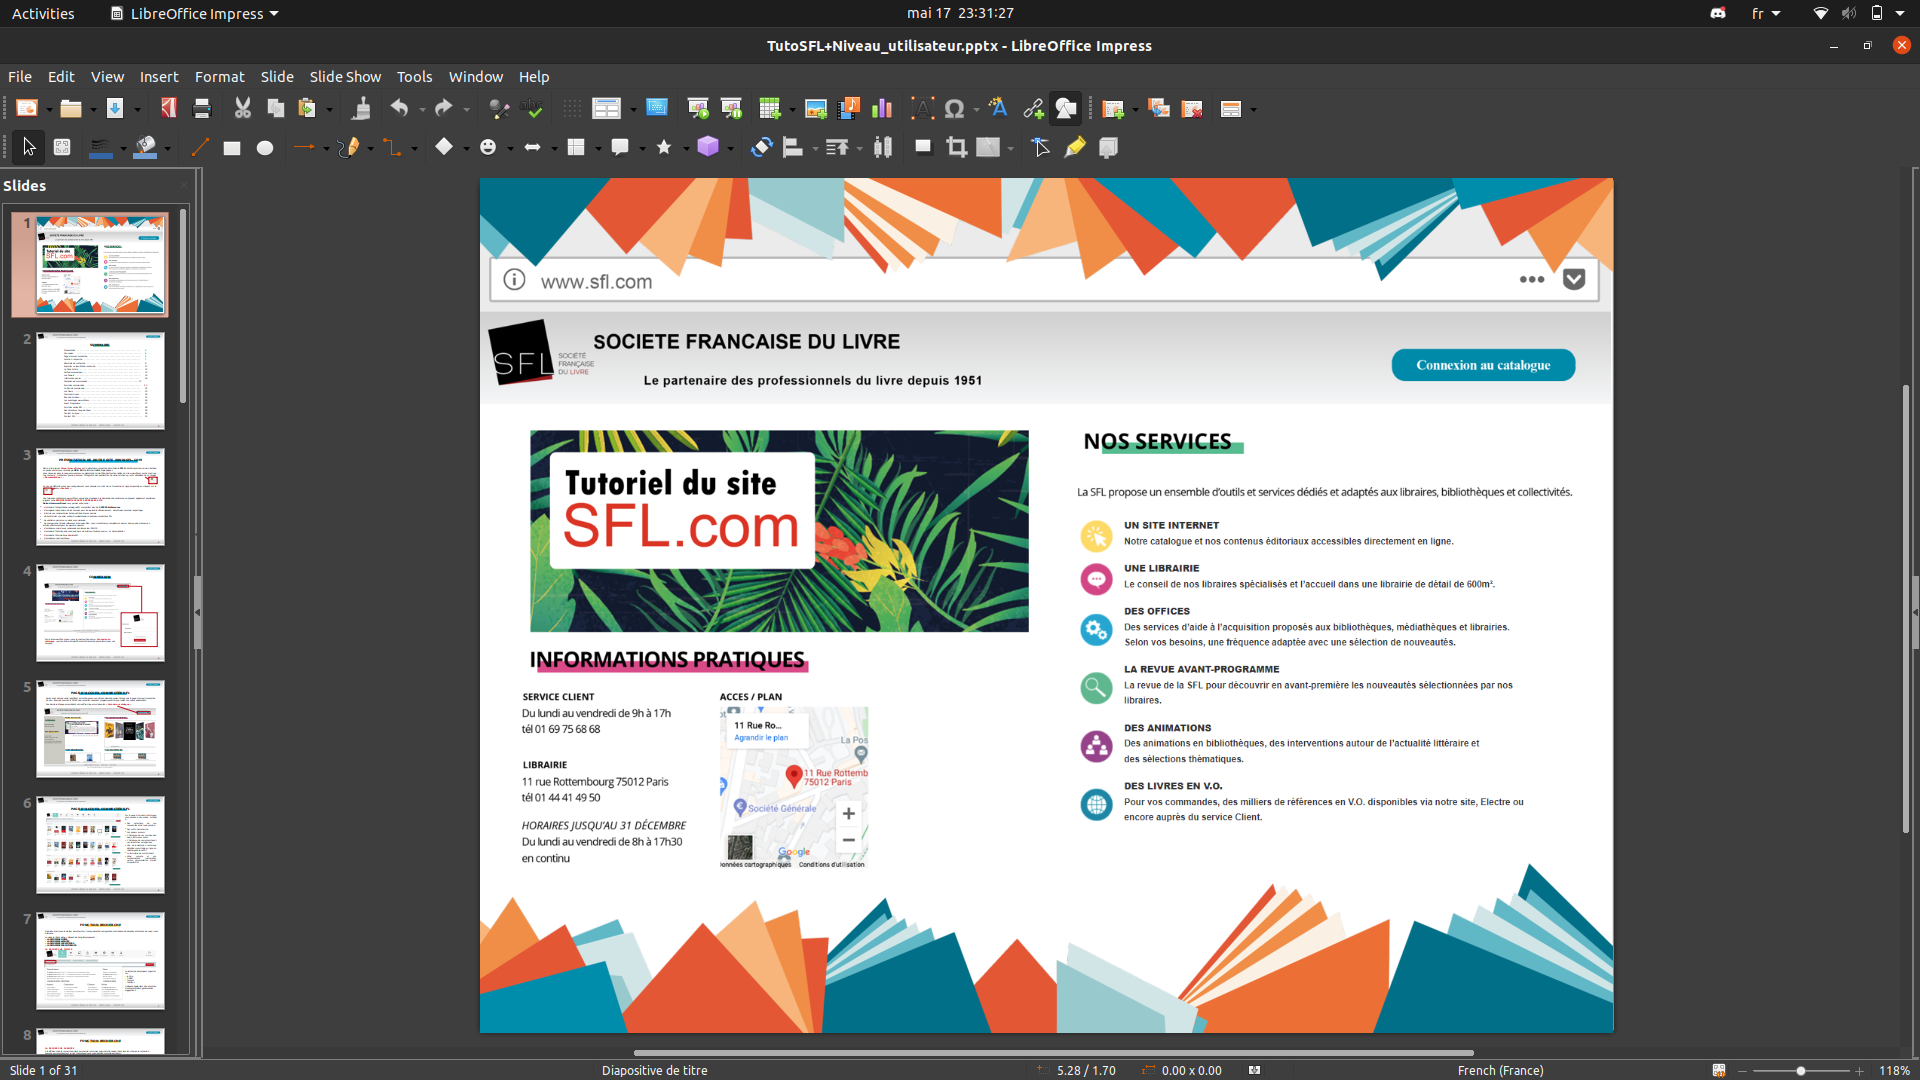 Activities
LibreOffice Impress
mai 17 23:31:27
fr
TutoSFL+Niveau_utilisateur.pptx - LibreOffice Impress
File Edit View Insert Format Slide Slide Show Tools Window Help
Slides
1
2
3
4
5
6
7
8
www.sfl.com
SFL
SOCIÉTÉ
FRANÇAISE
DU LIVRE
SOCIETE FRANCAISE DU LIVRE
Le partenaire des professionnels du livre depuis 1951
Connexion au catalogue
Tutoriel du site
SFL.com
INFORMATIONS PRATIQUES
SERVICE CLIENT
Du lundi au vendredi de 9h à 17h
tél 01 69 75 68 68
LIBRAIRIE
11 rue Rottembourg 75012 Paris
tél 01 44 41 49 50
HORAIRES JUSQU'AU 31 DÉCEMBRE
Du lundi au vendredi de 8h à 17h30
en continu
ACCES / PLAN
11 Rue Ro...
Agrandir le plan
La Pos
11 Rue Rottemb
75012 Paris
Société Générale
Google
onnées cartographiques Conditions d'utilisation
NOS SERVICES
La SFL propose un ensemble d'outils et services dédiés et adaptés aux libraires, bibliothèques et collectivités.
UN SITE INTERNET
Notre catalogue et nos contenus éditoriaux accessibles directement en ligne.
UNE LIBRAIRIE
Le conseil de nos libraires spécialisés et l'accueil dans une librairie de détail de 600m².
DES OFFICES
Des services d'aide à l'acquisition proposés aux bibliothèques, médiathèques et librairies.
Selon vos besoins, une fréquence adaptée avec une sélection de nouveautés.
LA REVUE AVANT-PROGRAMME
La revue de la SFL pour découvrir en avant-première les nouveautés sélectionnées par nos
libraires.
DES ANIMATIONS
Des animations en bibliothèques, des interventions autour de l'actualité littéraire et
des sélections thématiques.
DES LIVRES EN V.O.
Pour vos commandes, des milliers de références en V.O. disponibles via notre site, Electre ou
encore auprès du service Client.
Slide 1 of 31
Diapositive de titre
5.28 / 1.70
0.00 x 0.00
French (France)
118%